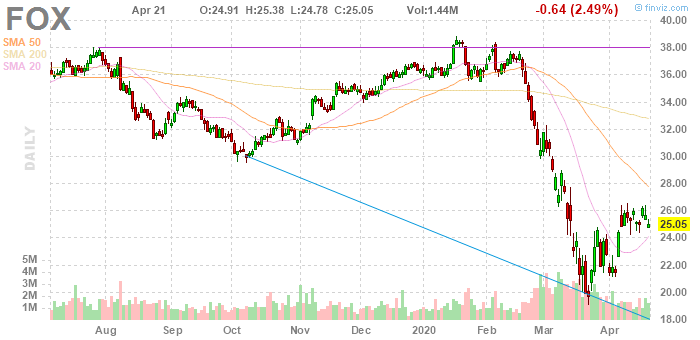 FOX Apr 21 O:24.91 H:25.38 L:24.78 C:25.05 Vol:1.44M -0.64 (2.49%) © finviz.com
SMA 50
SMA 200
SMA 20
DAILY
40.00
38.00
36.00
34.00
32.00
30.00
28.00
26.00
25.05
24.00
22.00
20.00
18.00
5M
4M
3M
2M
1M
Aug Sep Oct Nov Dec 2020 Feb Mar Apr